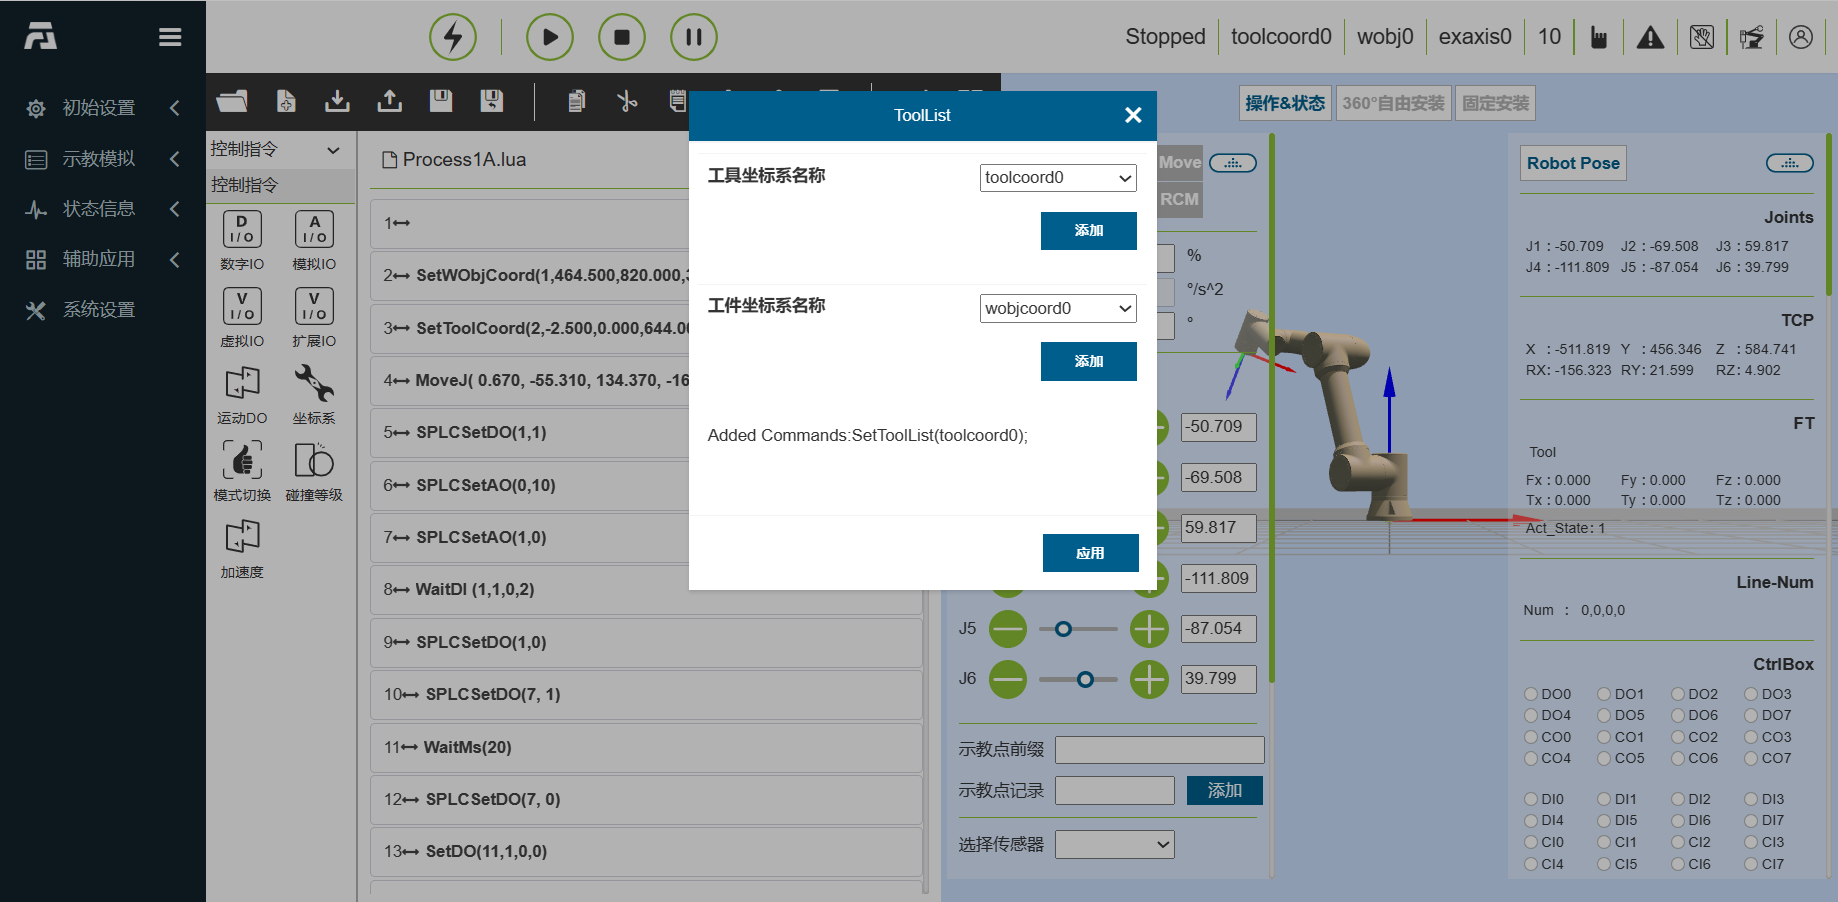 Stopped
toolcoord0
wobj0
exaxis0
10
初始设置
示教模拟
状态信息
辅助应用
系统设置
控制指令
控制指令
D
I/O
数字IO
A
I/O
模拟IO
V
I/O
虚拟IO
V
I/O
扩展IO
运动DO
坐标系
模式切换
碰撞等级
加速度
Process1A.lua
1
2 SetWObjCoord(1,464.500,820.000,
3 SetToolCoord(2,-2.500,0.000,644.00
4 MoveJ( 0.670, -55.310, 134.370, -16
5 SPLCSetDO(1,1)
6 SPLCSetAO(0,10)
7 SPLCSetAO(1,0)
8 WaitDI (1,1,0,2)
9 SPLCSetDO(1,0)
10 SPLCSetDO(7, 1)
11 WaitMs(20)
12 SPLCSetDO(7, 0)
13 SetDO(11,1,0,0)
ToolList
工具坐标系名称
toolcoord0
添加
工件坐标系名称
wobjcoord0
添加
Added Commands:SetToolList(toolcoord0);
应用
操作&状态
360°自由安装
固定安装
Move
RCM
%
°/s^2
°
-50.709
-69.508
59.817
-111.809
J5
-87.054
J6
39.799
示教点前缀
示教点记录
添加
选择传感器
Robot Pose
Joints
J1 : -50.709 J2 : -69.508 J3 : 59.817
J4 : -111.809 J5 : -87.054 J6 : 39.799
TCP
X : -511.819 Y : 456.346 Z : 584.741
RX: -156.323 RY: 21.599 RZ: 4.902
FT
Tool
Fx : 0.000 Fy : 0.000 Fz : 0.000
Tx : 0.000 Ty : 0.000 Tz : 0.000
Act_State : 1
Line-Num
Num : 0,0,0,0
CtrlBox
DO0 DO1 DO2 DO3
DO4 DO5 DO6 DO7
CO0 CO1 CO2 CO3
CO4 CO5 CO6 CO7
DI0 DI1 DI2 DI3
DI4 DI5 DI6 DI7
CI0 CI1 CI2 CI3
CI4 CI5 CI6 CI7